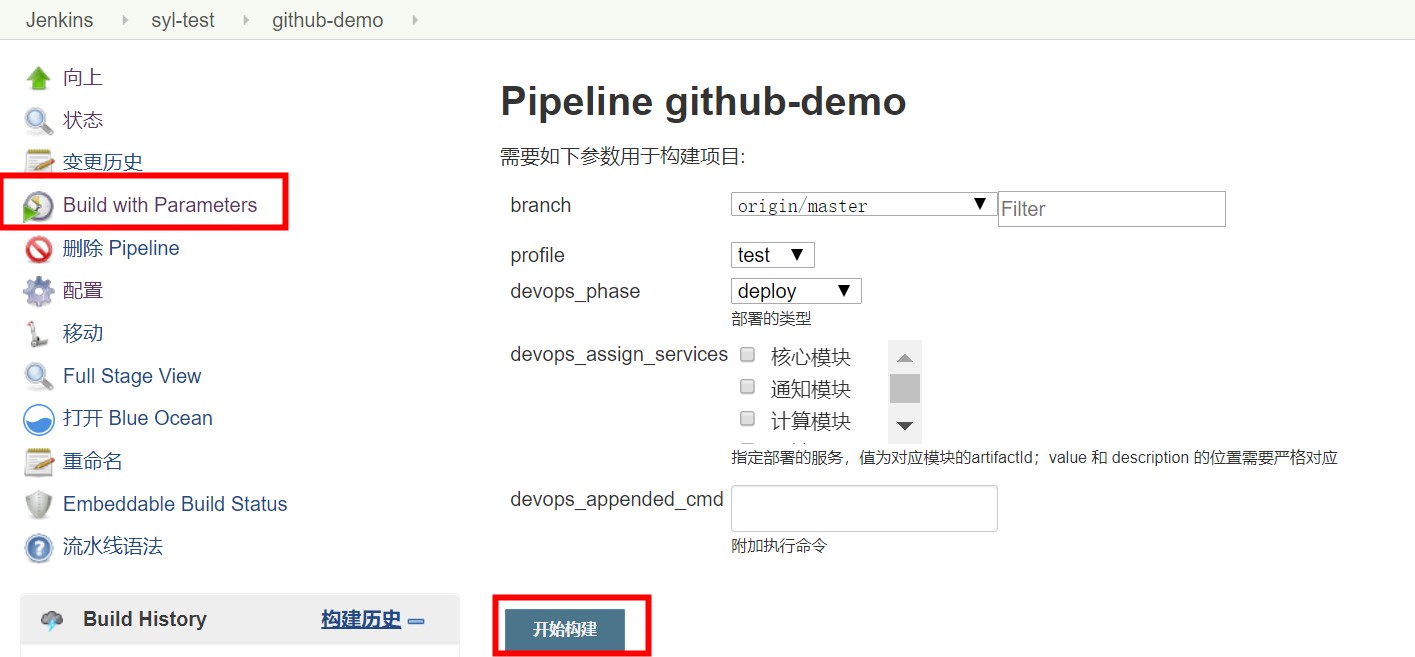 Jenkins syl-test github-demo
向上
状态
变更历史
Build with Parameters
删除 Pipeline
配置
移动
Full Stage View
打开 Blue Ocean
重命名
Embeddable Build Status
流水线语法
Build History 构建历史
Pipeline github-demo
需要如下参数用于构建项目:
branch origin/master Filter
profile test
devops_phase deploy
部署的类型
devops_assign_services 核心模块
通知模块
计算模块
指定部署的服务，值为对应模块的artifactId；value 和 description 的位置需要严格对应
devops_appended_cmd
附加执行命令
开始构建